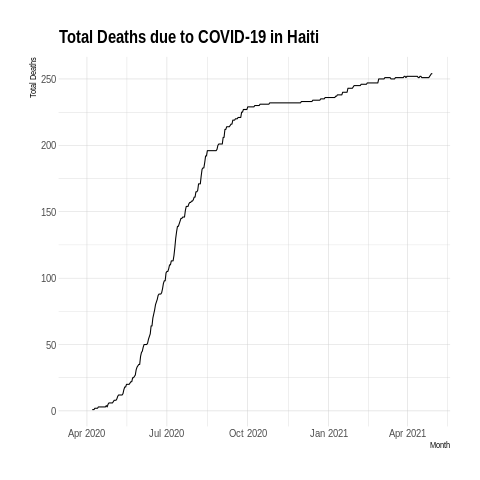 Total Deaths due to COVID-19 in Haiti
Total Deaths
250
200
150
100
50
0
Apr 2020 Jul 2020 Oct 2020 Jan 2021 Apr 2021
Month